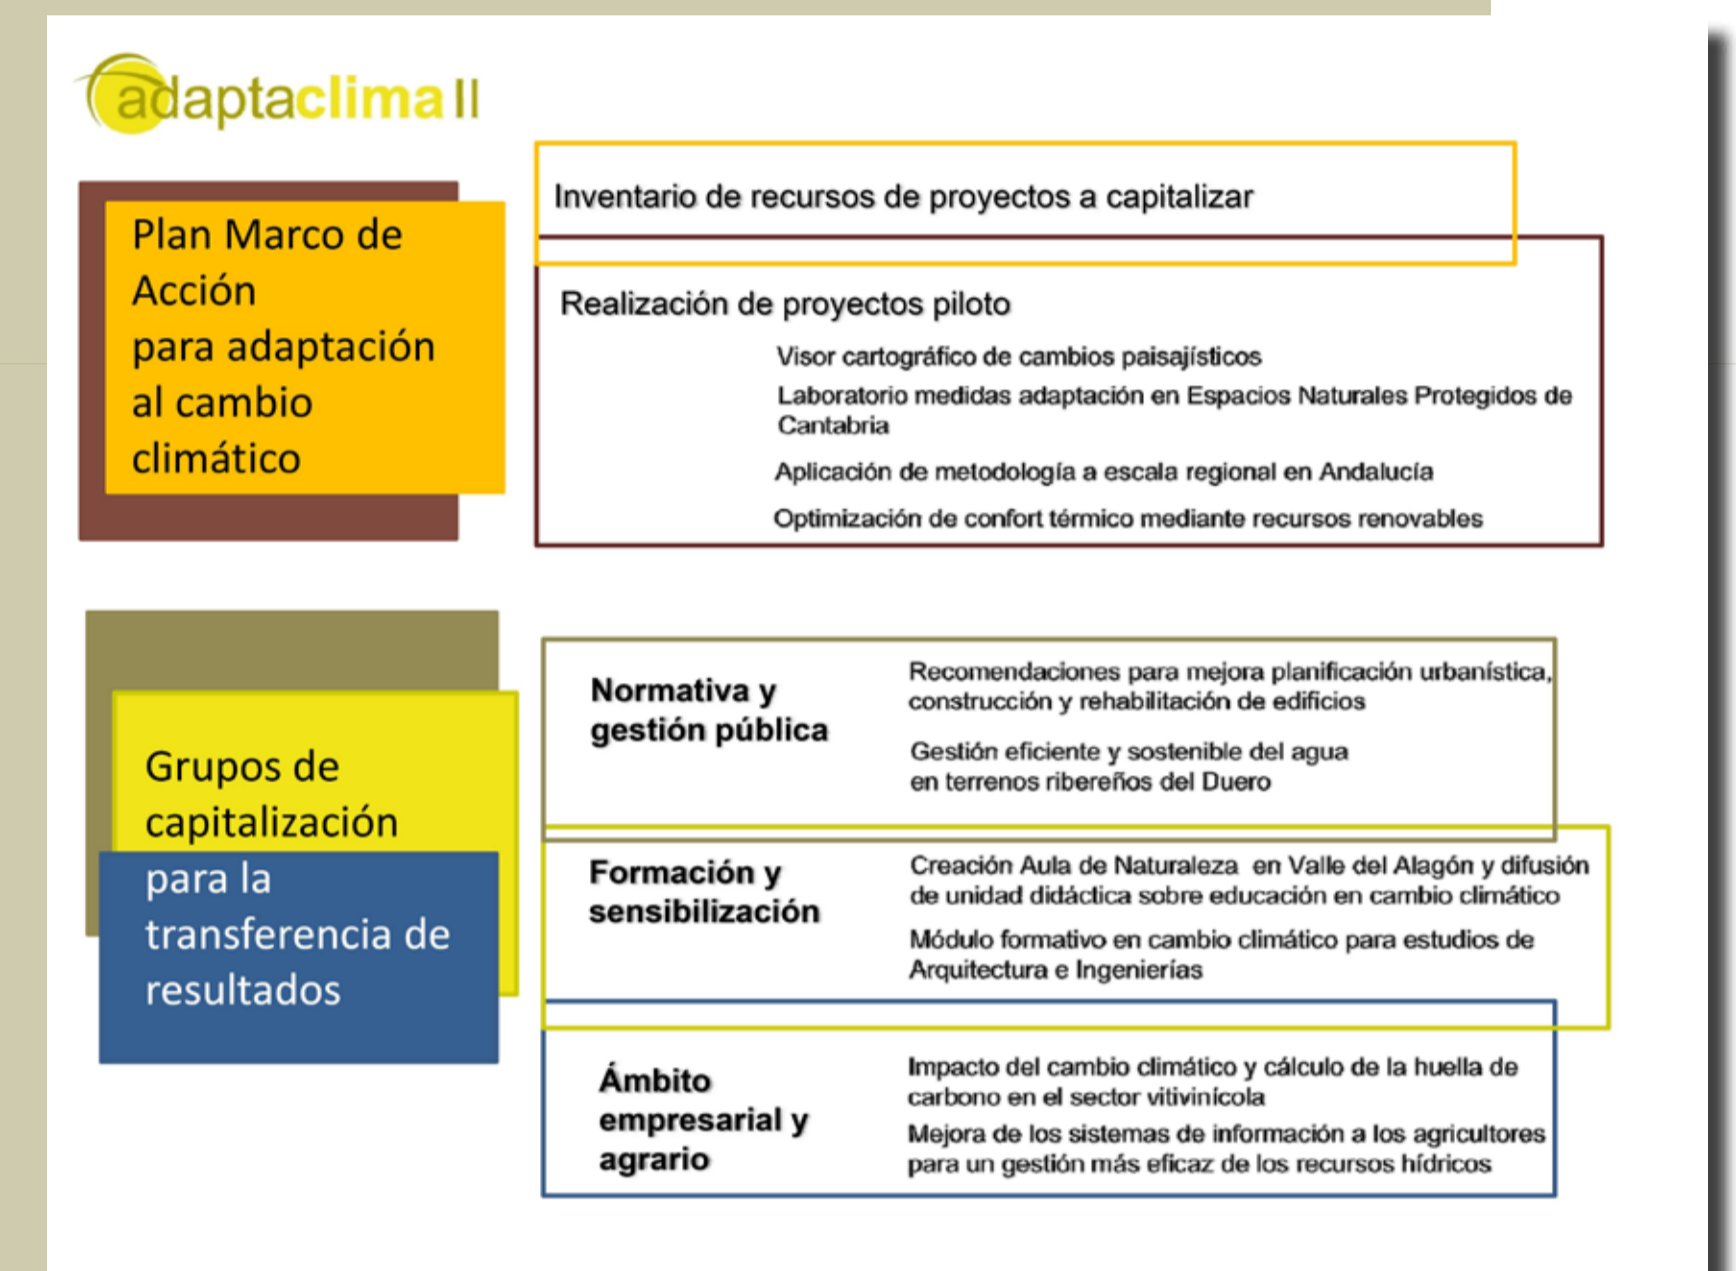 adaptaclima II
Plan Marco de
Acción
para adaptación
al cambio
climático
Inventario de recursos de proyectos a capitalizar
Realización de proyectos piloto
Visor cartográfico de cambios paisajísticos
Laboratorio medidas adaptación en Espacios Naturales Protegidos de
Cantabria
Aplicación de metodología a escala regional en Andalucía
Optimización de confort térmico mediante recursos renovables
Grupos de
capitalización
para la
transferencia de
resultados
Normativa y
gestión pública
Recomendaciones para mejora planificación urbanística,
construcción y rehabilitación de edificios
Gestión eficiente y sostenible del agua
en terrenos ribereños del Duero
Formación y
sensibilización
Creación Aula de Naturaleza en Valle del Alagón y difusión
de unidad didáctica sobre educación en cambio climático
Módulo formativo en cambio climático para estudios de
Arquitectura e Ingenierías
Ámbito
empresarial y
agrario
Impacto del cambio climático y cálculo de la huella de
carbono en el sector vitivinícola
Mejora de los sistemas de información a los agricultores
para un gestión más eficaz de los recursos hídricos